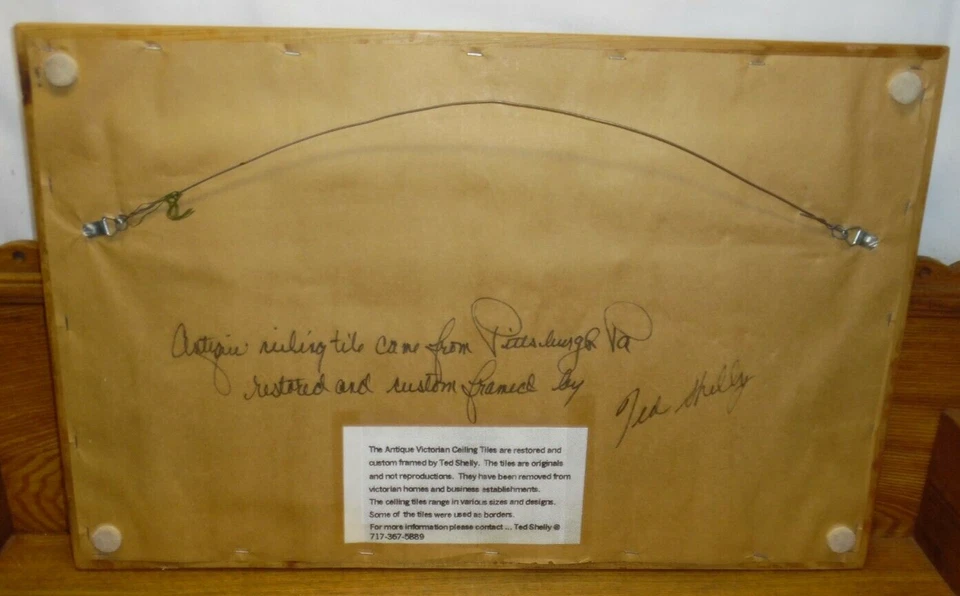 Antique ceiling tile came from Pittsburgh Pa
restored and custom framed by
Ted Shelly
The Antique Victorian Ceiling Tiles are restored and
custom framed by Ted Shelly. The tiles are originals
and not reproductions. They have been removed from
victorian homes and business establishments.
The ceiling tiles range in various sizes and designs.
Some of the tiles were used as borders.
For more information please contact ... Ted Shelly @
717-367-5889